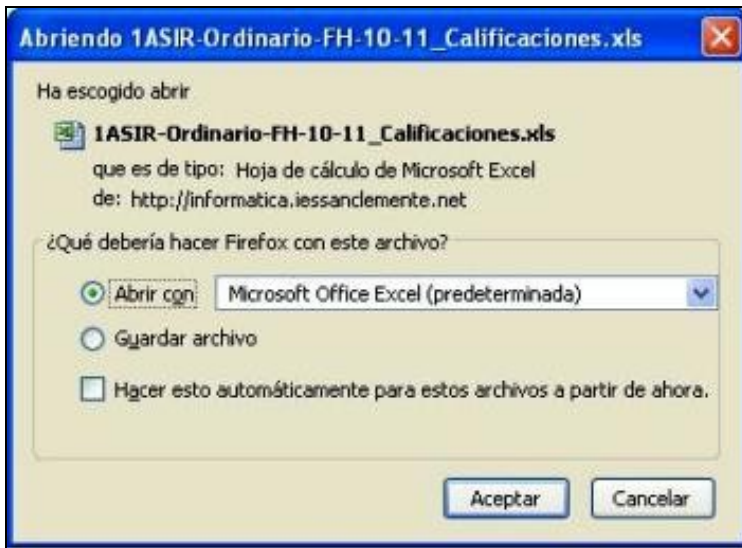 Abriendo 1ASIR-Ordinario-FH-10-11_Calificaciones.xls
Ha escogido abrir
1ASIR-Ordinario-FH-10-11_Calificaciones.xls
que es de tipo: Hoja de cálculo de Microsoft Excel
de: http://informatica.iessanclemente.net
¿Qué debería hacer Firefox con este archivo?
Abrir con Microsoft Office Excel (predeterminada)
Guardar archivo
Hacer esto automáticamente para estos archivos a partir de ahora.
Aceptar Cancelar